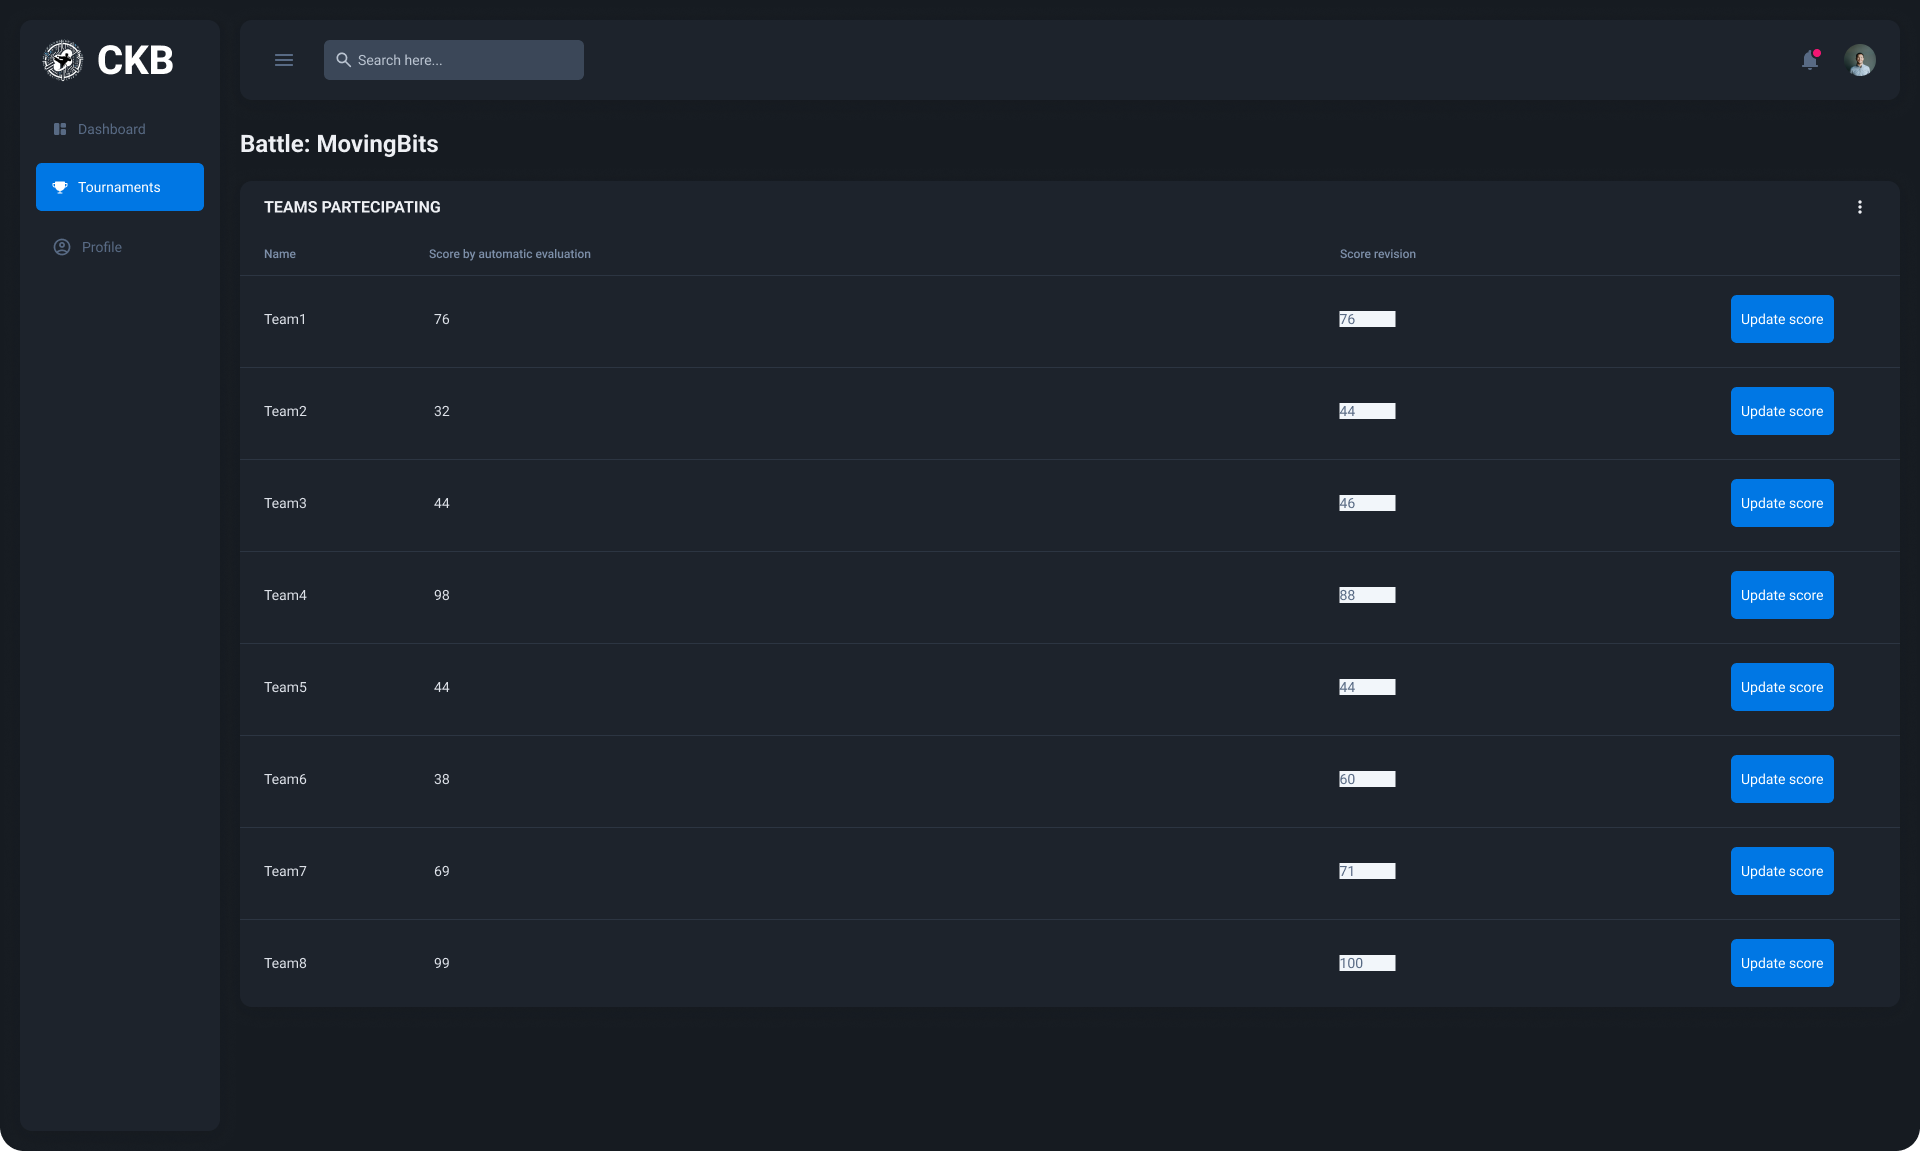 CKB
Search here...
Dashboard
Tournaments
Profile
Battle: MovingBits
TEAMS PARTECIPATING
Name Score by automatic evaluation Score revision
Team1 76 76 Update score
Team2 32 44 Update score
Team3 44 46 Update score
Team4 98 88 Update score
Team5 44 44 Update score
Team6 38 60 Update score
Team7 69 71 Update score
Team8 99 100 Update score